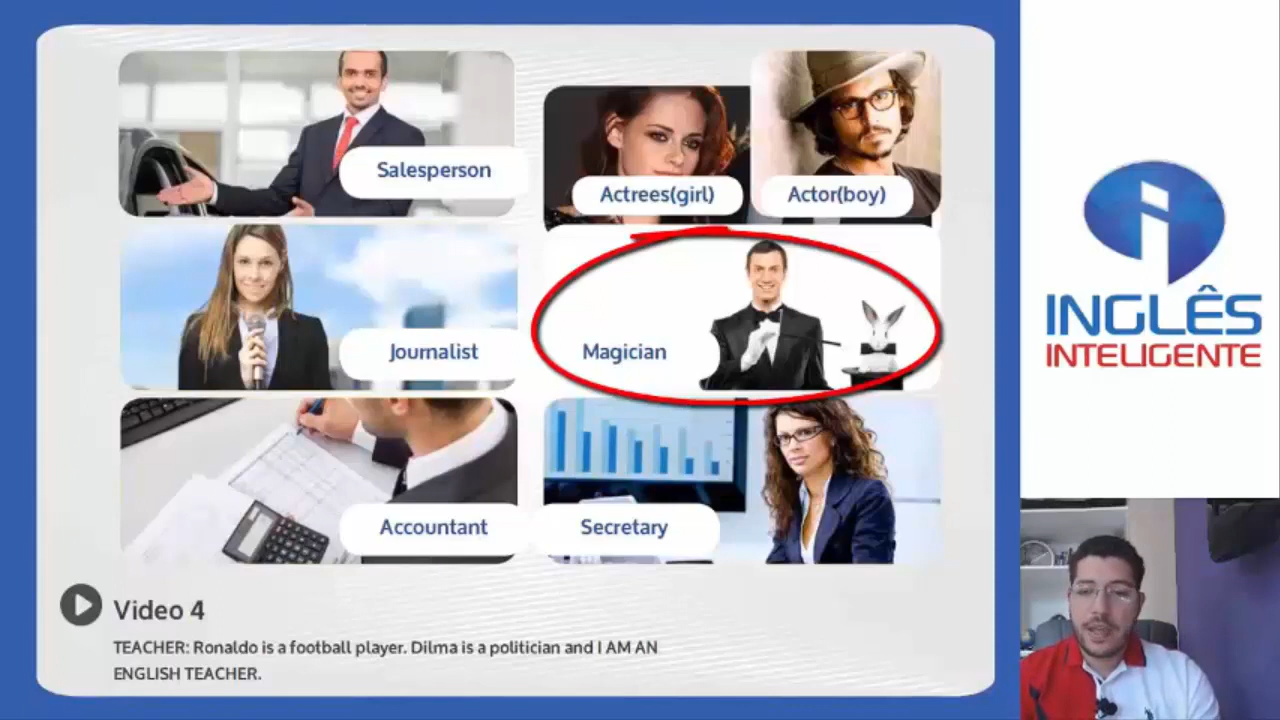 Salesperson
Actrees(girl)
Actor(boy)
Journalist
Magician
Accountant
Secretary
Video 4
TEACHER: Ronaldo is a football player. Dilma is a politician and I AM AN
ENGLISH TEACHER.
INGLÊS
INTELIGENTE